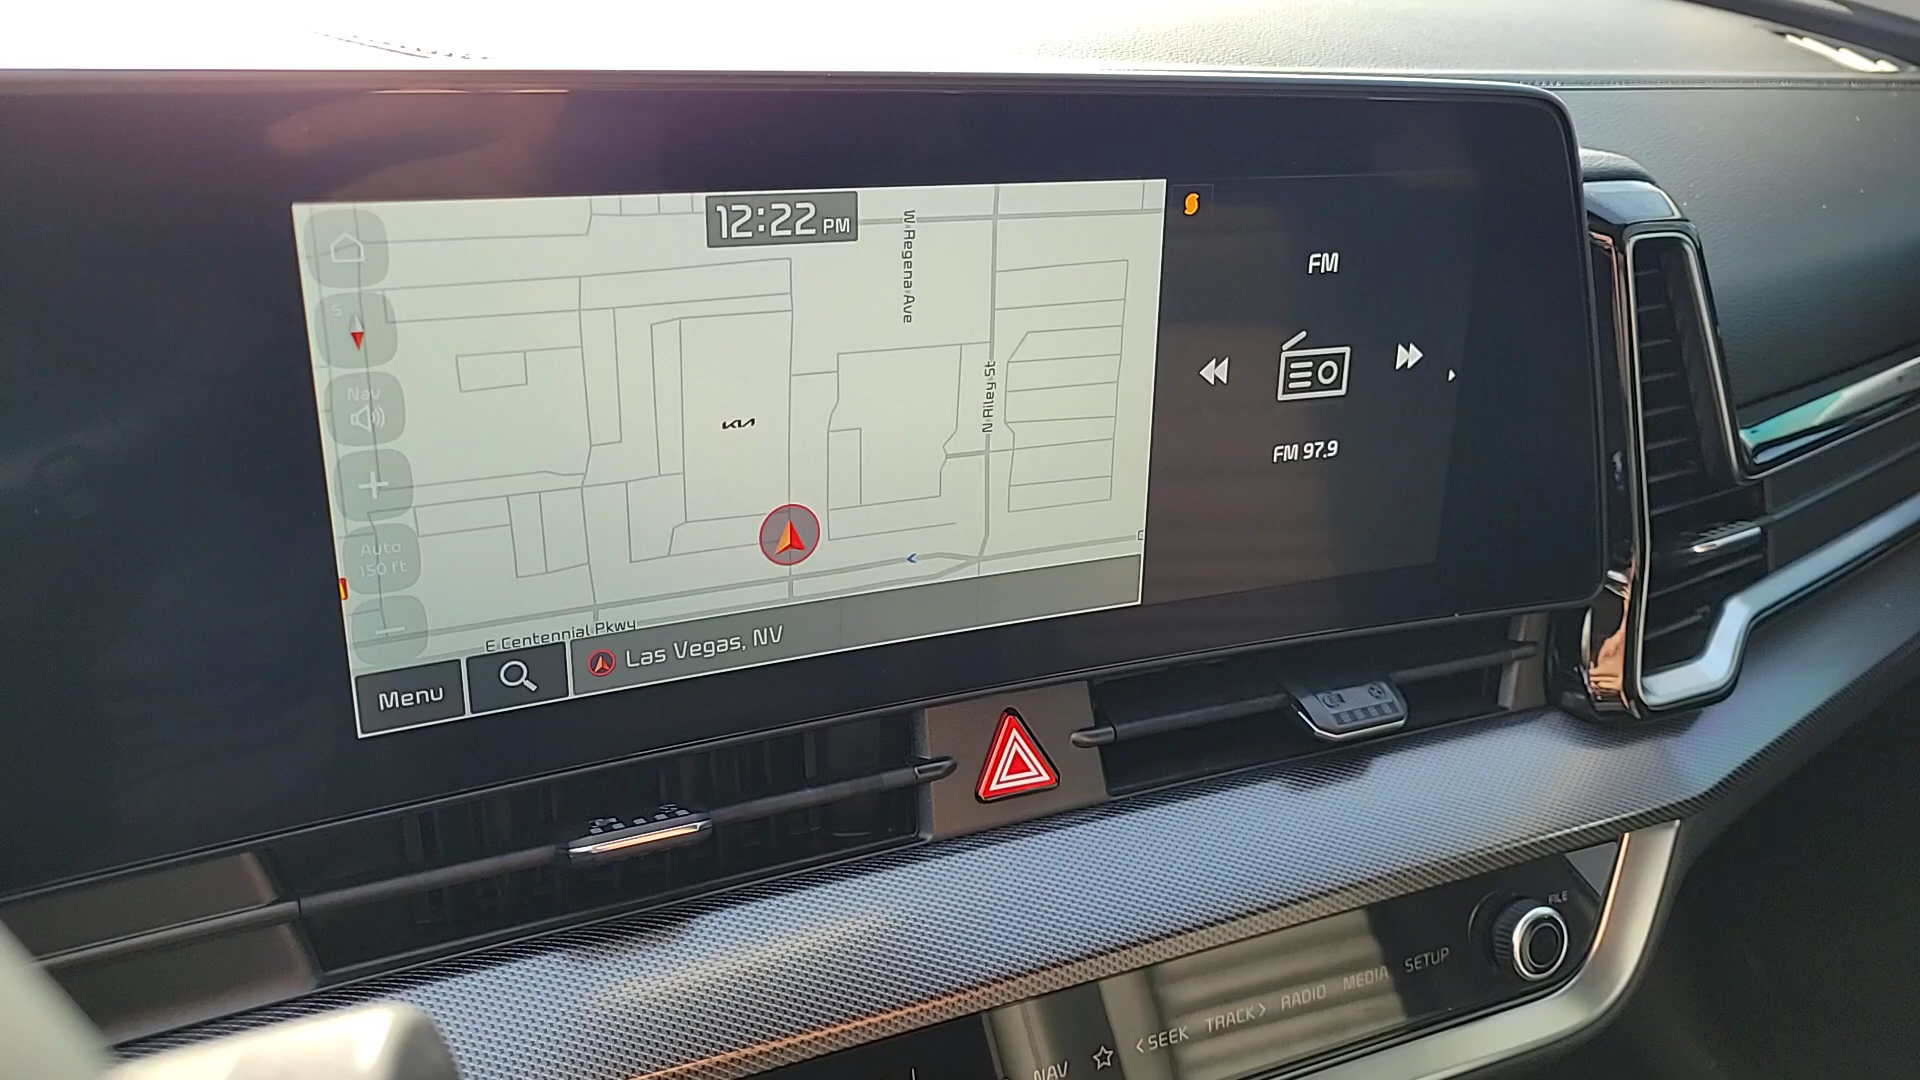 12:22 PM
W Regena Ave
S
FM
Nav
N Riley St
KIA
FM 97.9
Auto
150 ft
E Centennial Pkwy
Las Vegas, NV
Menu
FILE
NAV
<SEEK
TRACK>
RADIO
MEDIA
SETUP